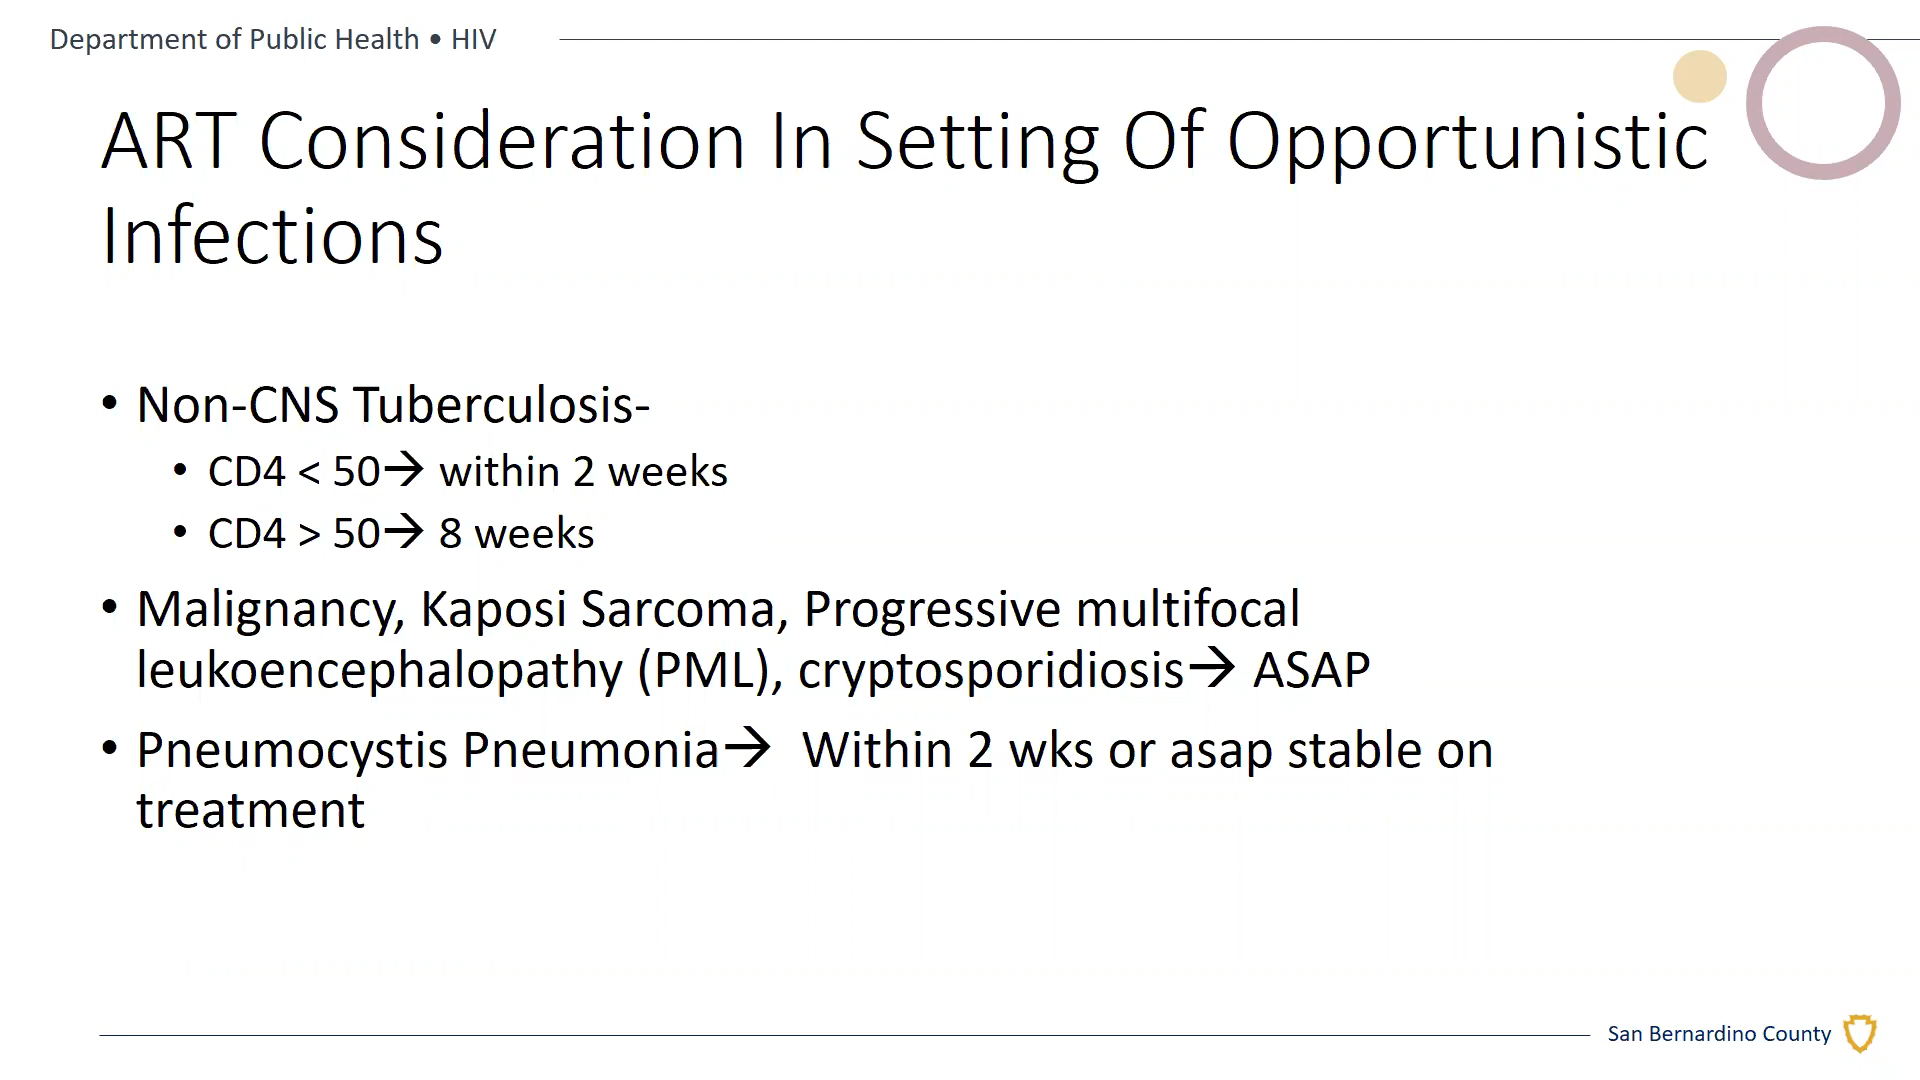 Department of Public Health • HIV
ART Consideration In Setting Of Opportunistic
Infections
• Non-CNS Tuberculosis-
• CD4 < 50→ within 2 weeks
• CD4 > 50→ 8 weeks
• Malignancy, Kaposi Sarcoma, Progressive multifocal
leukoencephalopathy (PML), cryptosporidiosis→ ASAP
• Pneumocystis Pneumonia→ Within 2 wks or asap stable on
treatment
San Bernardino County